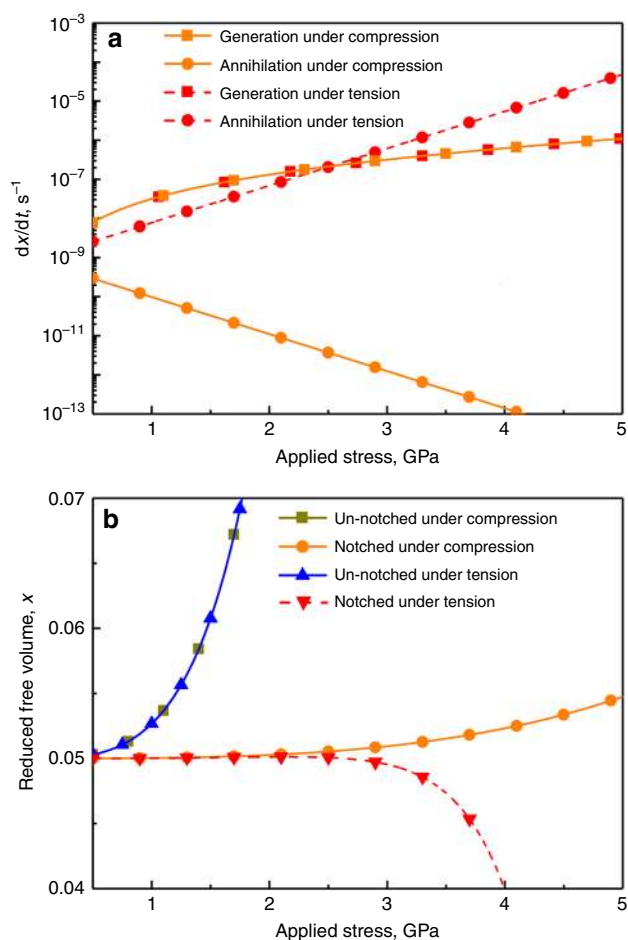 a
Generation under compression
Annihilation under compression
Generation under tension
Annihilation under tension
10⁻³
10⁻⁵
10⁻⁷
10⁻⁹
10⁻¹¹
10⁻¹³
dx/dt, s⁻¹
1 2 3 4 5
Applied stress, GPa
b
Un-notched under compression
Notched under compression
Un-notched under tension
Notched under tension
0.07
0.06
0.05
0.04
Reduced free volume, x
1 2 3 4 5
Applied stress, GPa